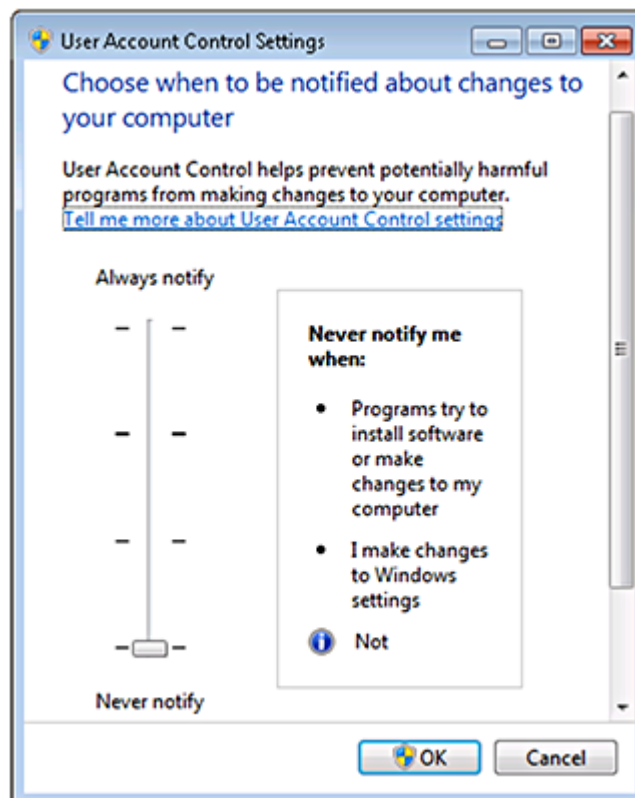 User Account Control Settings
Choose when to be notified about changes to
your computer
User Account Control helps prevent potentially harmful
programs from making changes to your computer.
Tell me more about User Account Control settings
Always notify
Never notify me
when:
• Programs try to
install software
or make
changes to my
computer
• I make changes
to Windows
settings
Not
Never notify
OK
Cancel